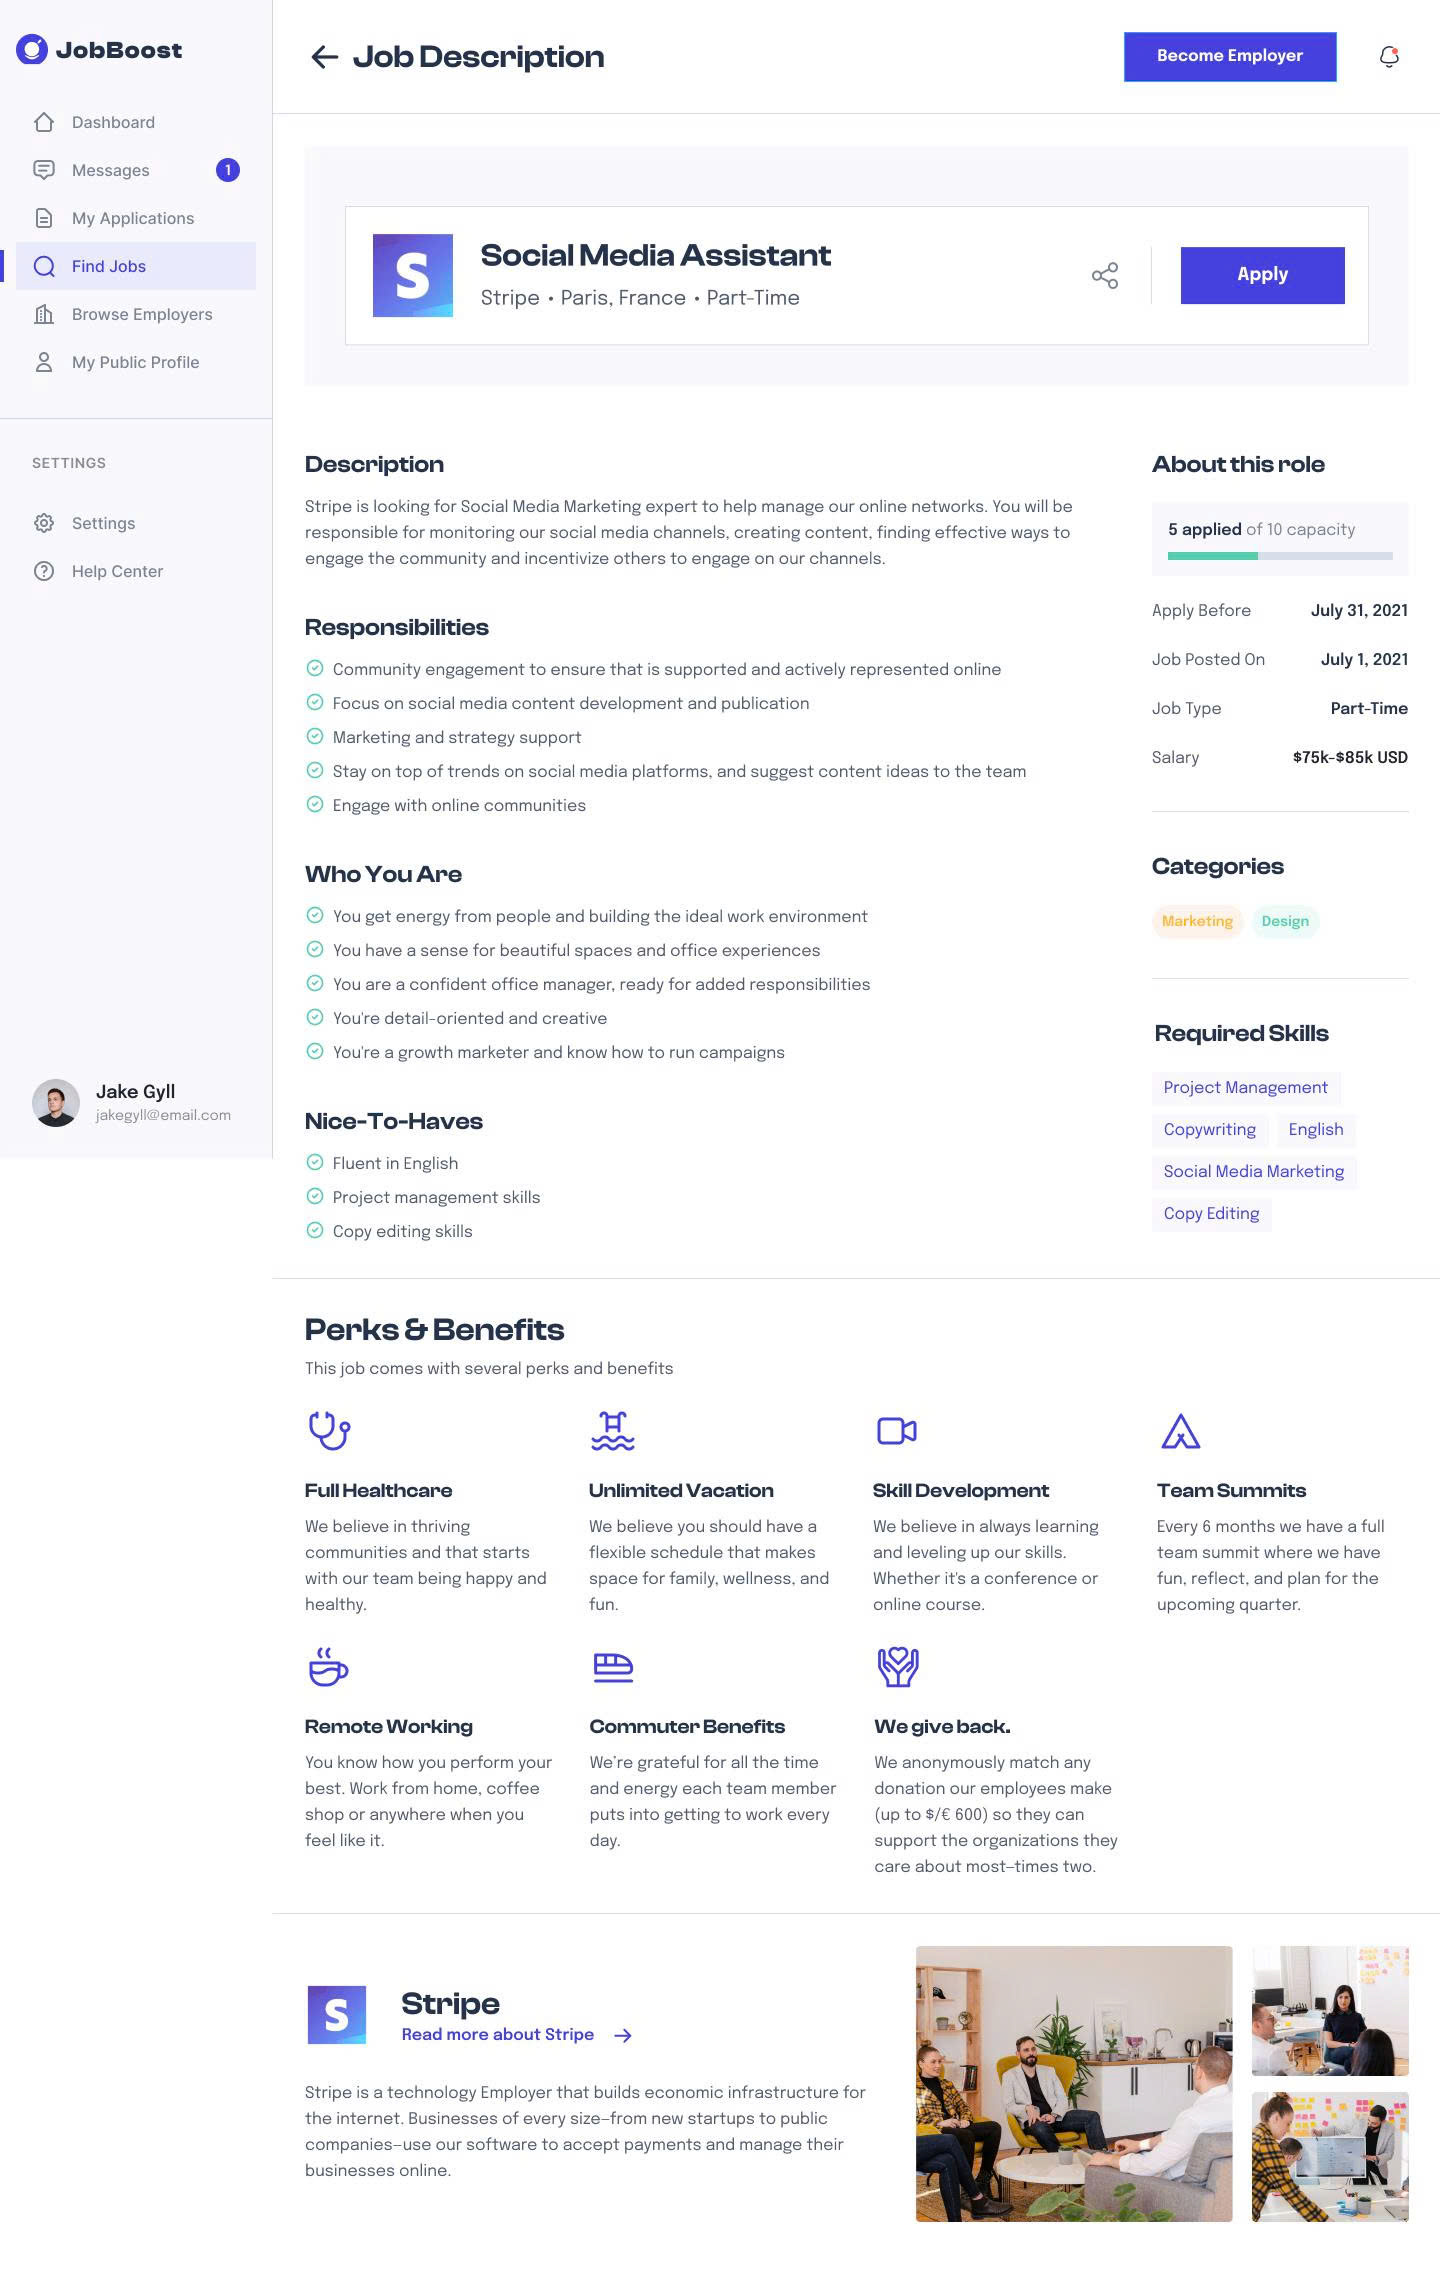 JobBoost
Dashboard
Messages
1
My Applications
Find Jobs
Browse Employers
My Public Profile
SETTINGS
Settings
Help Center
Jake Gyll
jakegyll@email.com
Job Description
Become Employer
S
Social Media Assistant
Stripe • Paris, France • Part-Time
Apply
Description
Stripe is looking for Social Media Marketing expert to help manage our online networks. You will be
responsible for monitoring our social media channels, creating content, finding effective ways to
engage the community and incentivize others to engage on our channels.
Responsibilities
Community engagement to ensure that is supported and actively represented online
Focus on social media content development and publication
Marketing and strategy support
Stay on top of trends on social media platforms, and suggest content ideas to the team
Engage with online communities
Who You Are
You get energy from people and building the ideal work environment
You have a sense for beautiful spaces and office experiences
You are a confident office manager, ready for added responsibilities
You're detail-oriented and creative
You're a growth marketer and know how to run campaigns
Nice-To-Haves
Fluent in English
Project management skills
Copy editing skills
About this role
5 applied of 10 capacity
Apply Before July 31, 2021
Job Posted On July 1, 2021
Job Type Part-Time
Salary $75k-$85k USD
Categories
Marketing Design
Required Skills
Project Management
Copywriting English
Social Media Marketing
Copy Editing
Perks & Benefits
This job comes with several perks and benefits
Full Healthcare
We believe in thriving
communities and that starts
with our team being happy and
healthy.
Unlimited Vacation
We believe you should have a
flexible schedule that makes
space for family, wellness, and
fun.
Skill Development
We believe in always learning
and leveling up our skills.
Whether it's a conference or
online course.
Team Summits
Every 6 months we have a full
team summit where we have
fun, reflect, and plan for the
upcoming quarter.
Remote Working
You know how you perform your
best. Work from home, coffee
shop or anywhere when you
feel like it.
Commuter Benefits
We’re grateful for all the time
and energy each team member
puts into getting to work every
day.
We give back.
We anonymously match any
donation our employees make
(up to $/€ 600) so they can
support the organizations they
care about most–times two.
S
Stripe
Read more about Stripe
Stripe is a technology Employer that builds economic infrastructure for
the internet. Businesses of every size–from new startups to public
companies–use our software to accept payments and manage their
businesses online.